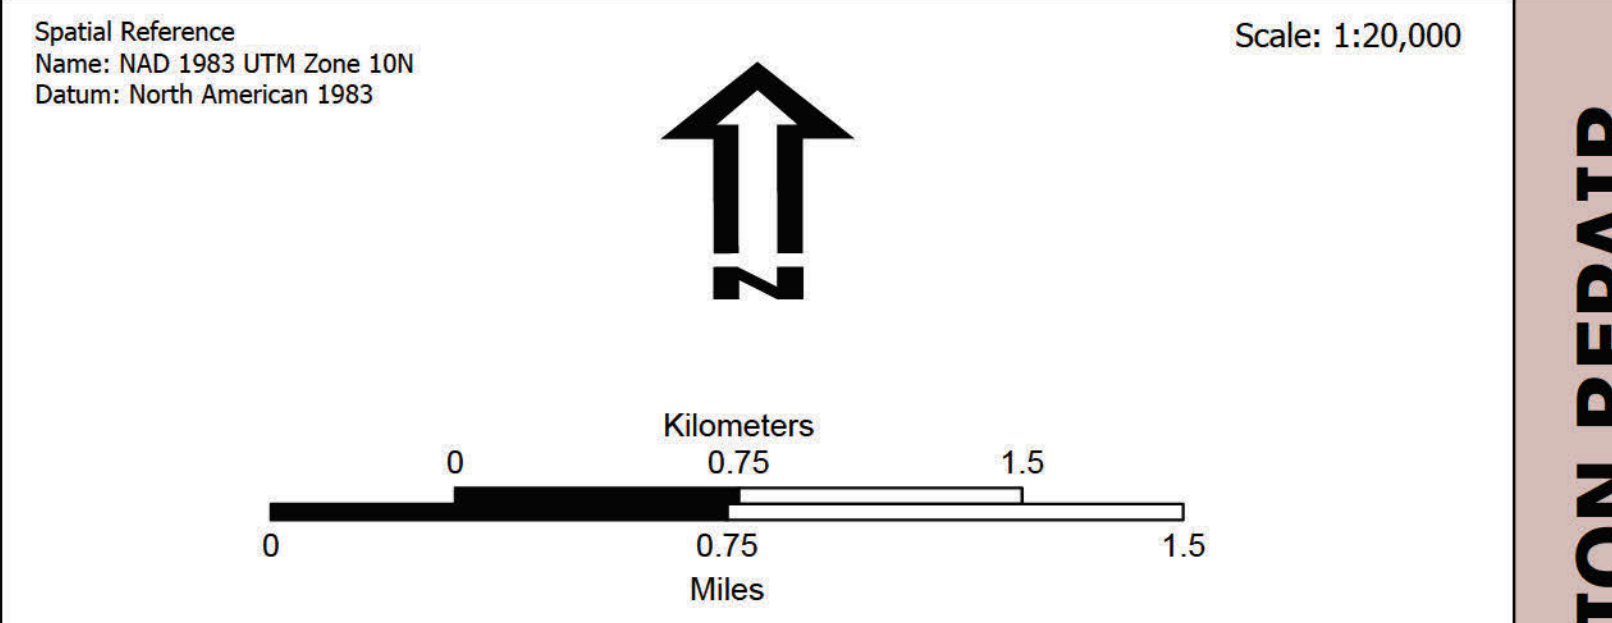 Spatial Reference
Name: NAD 1983 UTM Zone 10N
Datum: North American 1983
Scale: 1:20,000
N
Kilometers
0 0.75 1.5
0 0.75 1.5
Miles